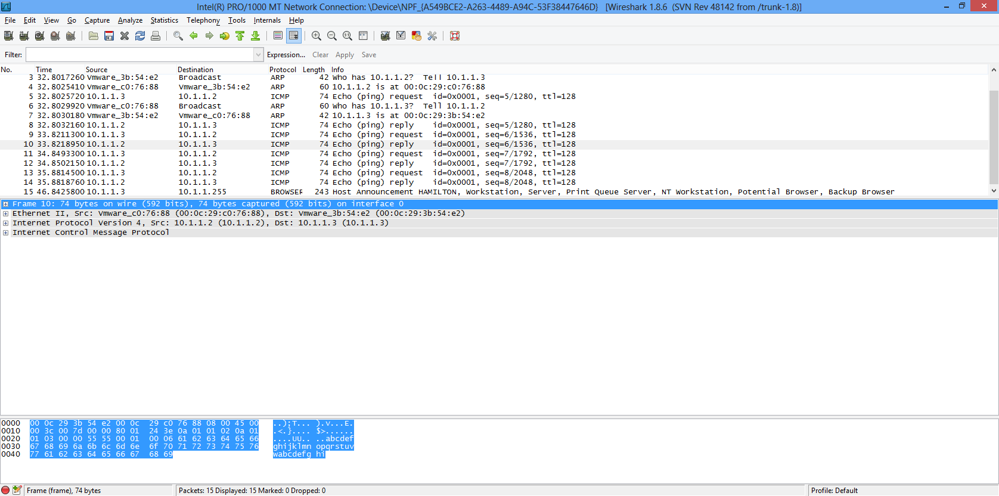 Intel(R) PRO/1000 MT Network Connection: \Device\NPF_{A549BCE2-A263-4489-A94C-53F38447646D} [Wireshark 1.8.6 (SVN Rev 48142 from /trunk-1.8)]
File Edit View Go Capture Analyze Statistics Telephony Tools Internals Help
Filter: Expression... Clear Apply Save
No. Time Source Destination Protocol Length Info
3 32.8017260 Vmware_3b:54:e2 Broadcast ARP 42 Who has 10.1.1.2? Tell 10.1.1.3
4 32.8025410 Vmware_c0:76:88 Vmware_3b:54:e2 ARP 60 10.1.1.2 is at 00:0c:29:c0:76:88
5 32.8025720 10.1.1.3 10.1.1.2 ICMP 74 Echo (ping) request id=0x0001, seq=5/1280, ttl=128
6 32.8029920 Vmware_c0:76:88 Broadcast ARP 60 Who has 10.1.1.3? Tell 10.1.1.2
7 32.8030180 Vmware_3b:54:e2 Vmware_c0:76:88 ARP 42 10.1.1.3 is at 00:0c:29:3b:54:e2
8 32.8032160 10.1.1.2 10.1.1.3 ICMP 74 Echo (ping) reply id=0x0001, seq=5/1280, ttl=128
9 33.8211300 10.1.1.3 10.1.1.2 ICMP 74 Echo (ping) request id=0x0001, seq=6/1536, ttl=128
10 33.8218950 10.1.1.2 10.1.1.3 ICMP 74 Echo (ping) reply id=0x0001, seq=6/1536, ttl=128
11 34.8493300 10.1.1.3 10.1.1.2 ICMP 74 Echo (ping) request id=0x0001, seq=7/1792, ttl=128
12 34.8502150 10.1.1.2 10.1.1.3 ICMP 74 Echo (ping) reply id=0x0001, seq=7/1792, ttl=128
13 35.8814500 10.1.1.3 10.1.1.2 ICMP 74 Echo (ping) request id=0x0001, seq=8/2048, ttl=128
14 35.8818760 10.1.1.2 10.1.1.3 ICMP 74 Echo (ping) reply id=0x0001, seq=8/2048, ttl=128
15 46.8425800 10.1.1.3 10.1.1.255 BROWSER 243 Host Announcement HAMILTON, Workstation, Server, Print Queue Server, NT Workstation, Potential Browser, Backup Browser
Frame 10: 74 bytes on wire (592 bits), 74 bytes captured (592 bits) on interface 0
Ethernet II, Src: Vmware_c0:76:88 (00:0c:29:c0:76:88), Dst: Vmware_3b:54:e2 (00:0c:29:3b:54:e2)
Internet Protocol Version 4, Src: 10.1.1.2 (10.1.1.2), Dst: 10.1.1.3 (10.1.1.3)
Internet Control Message Protocol
0000 00 0c 29 3b 54 e2 00 0c 29 c0 76 88 08 00 45 00 ..);T... ).v...E.
0010 00 3c 00 7d 00 00 80 01 24 3e 0a 01 01 02 0a 01 .<.}.... $>......
0020 01 03 00 00 55 55 00 01 00 06 61 62 63 64 65 66 ....UU.. ..abcdef
0030 67 68 69 6a 6b 6c 6d 6e 6f 70 71 72 73 74 75 76 ghijklmn opqrstuv
0040 77 61 62 63 64 65 66 67 68 69 wabcdefg hi
Frame (frame), 74 bytes Packets: 15 Displayed: 15 Marked: 0 Dropped: 0 Profile: Default